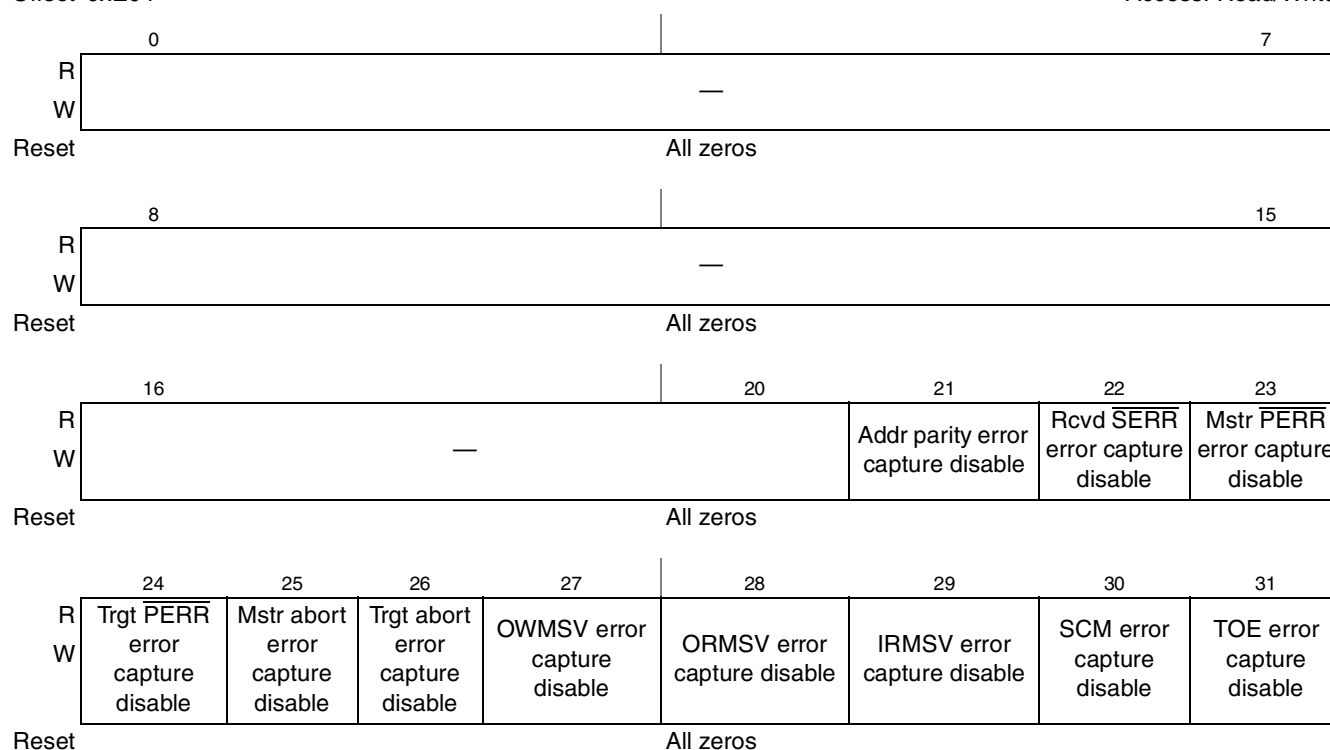 0 7
R
W
—
Reset All zeros
8 15
R
W
—
Reset All zeros
16 20 21 22 23
R
W
—
Addr parity error
capture disable
Rcvd SERR
error capture
disable
Mstr PERR
error capture
disable
Reset All zeros
24 25 26 27 28 29 30 31
R
W
Trgt PERR
error
capture
disable
Mstr abort
error
capture
disable
Trgt abort
error
capture
disable
OWMSV error
capture
disable
ORMSV error
capture disable
IRMSV error
capture disable
SCM error
capture
disable
TOE error
capture
disable
Reset All zeros